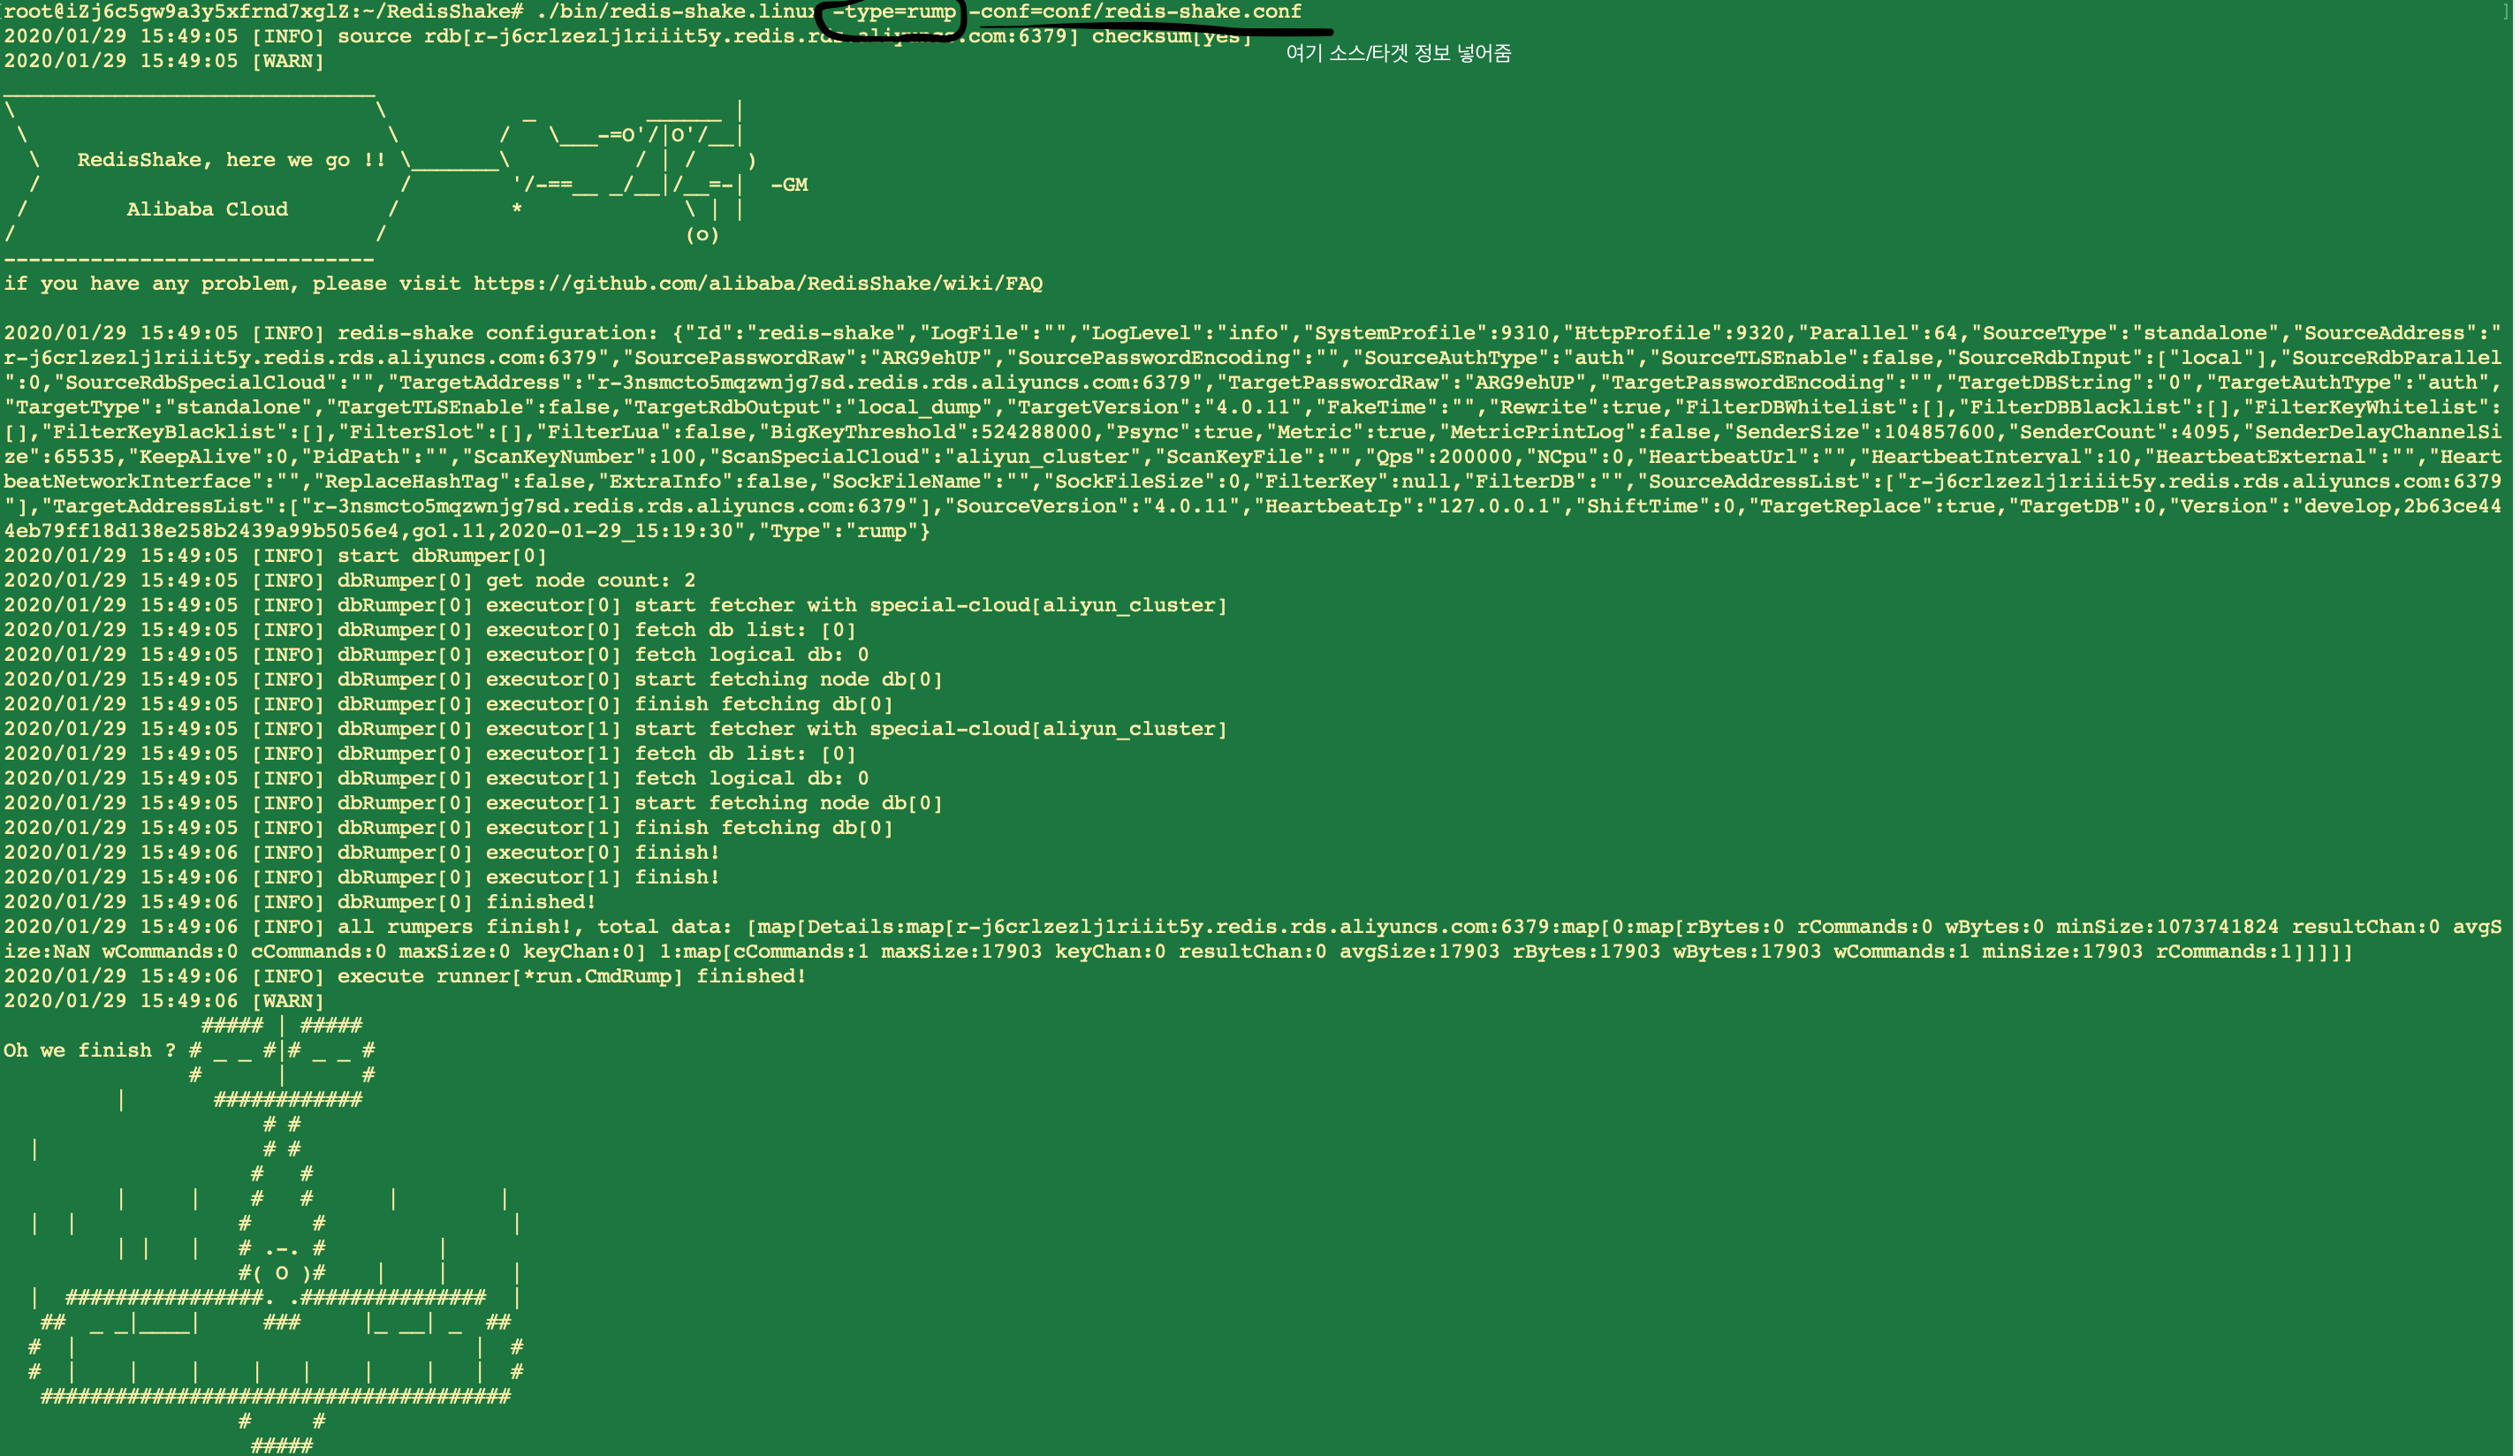 root@iZj6c5gw9a3y5xfrnd7xglZ:~/RedisShake# ./bin/redis-shake.linux -type=rump -conf=conf/redis-shake.conf
2020/01/29 15:49:05 [INFO] source rdb[r-j6crlzezlj1riiit5y.redis.rds.aliyuncs.com:6379] checksum[yes]
여기 소스/타겟 정보 넣어줌
2020/01/29 15:49:05 [WARN]
______________________________
\                             \           _         ______ |
 \                             \        /   \___-=O'/|O'/__|
  \   RedisShake, here we go !! \_______\          / | /    )
  /                             /        '/-==__ _/__|/__=-|  -GM
 /        Alibaba Cloud        /         *             \ | |
/                             /                        (o)
------------------------------
if you have any problem, please visit https://github.com/alibaba/RedisShake/wiki/FAQ
2020/01/29 15:49:05 [INFO] redis-shake configuration: {"Id":"redis-shake","LogFile":"","LogLevel":"info","SystemProfile":9310,"HttpProfile":9320,"Parallel":64,"SourceType":"standalone","SourceAddress":"
r-j6crlzezlj1riiit5y.redis.rds.aliyuncs.com:6379","SourcePasswordRaw":"ARG9ehUP","SourcePasswordEncoding":"","SourceAuthType":"auth","SourceTLSEnable":false,"SourceRdbInput":["local"],"SourceRdbParallel
":0,"SourceRdbSpecialCloud":"","TargetAddress":"r-3nsmcto5mqzwnjg7sd.redis.rds.aliyuncs.com:6379","TargetPasswordRaw":"ARG9ehUP","TargetPasswordEncoding":"","TargetDBString":"0","TargetAuthType":"auth",
"TargetType":"standalone","TargetTLSEnable":false,"TargetRdbOutput":"local_dump","TargetVersion":"4.0.11","FakeTime":"","Rewrite":true,"FilterDBWhitelist":[],"FilterDBBlacklist":[],"FilterKeyWhitelist":
[],"FilterKeyBlacklist":[],"FilterSlot":[],"FilterLua":false,"BigKeyThreshold":524288000,"Psync":true,"Metric":true,"MetricPrintLog":false,"SenderSize":104857600,"SenderCount":4095,"SenderDelayChannelSi
ze":65535,"KeepAlive":0,"PidPath":"","ScanKeyNumber":100,"ScanSpecialCloud":"aliyun_cluster","ScanKeyFile":"","Qps":200000,"NCpu":0,"HeartbeatUrl":"","HeartbeatInterval":10,"HeartbeatExternal":"","Heart
beatNetworkInterface":"","ReplaceHashTag":false,"ExtraInfo":false,"SockFileName":"","SockFileSize":0,"FilterKey":null,"FilterDB":"","SourceAddressList":["r-j6crlzezlj1riiit5y.redis.rds.aliyuncs.com:6379
"],"TargetAddressList":["r-3nsmcto5mqzwnjg7sd.redis.rds.aliyuncs.com:6379"],"SourceVersion":"4.0.11","HeartbeatIp":"127.0.0.1","ShiftTime":0,"TargetReplace":true,"TargetDB":0,"Version":"develop,2b63ce44
4eb79ff18d138e258b2439a99b5056e4,go1.11,2020-01-29_15:19:30","Type":"rump"}
2020/01/29 15:49:05 [INFO] start dbRumper[0]
2020/01/29 15:49:05 [INFO] dbRumper[0] get node count: 2
2020/01/29 15:49:05 [INFO] dbRumper[0] executor[0] start fetcher with special-cloud[aliyun_cluster]
2020/01/29 15:49:05 [INFO] dbRumper[0] executor[0] fetch db list: [0]
2020/01/29 15:49:05 [INFO] dbRumper[0] executor[0] fetch logical db: 0
2020/01/29 15:49:05 [INFO] dbRumper[0] executor[0] start fetching node db[0]
2020/01/29 15:49:05 [INFO] dbRumper[0] executor[0] finish fetching db[0]
2020/01/29 15:49:05 [INFO] dbRumper[0] executor[1] start fetcher with special-cloud[aliyun_cluster]
2020/01/29 15:49:05 [INFO] dbRumper[0] executor[1] fetch db list: [0]
2020/01/29 15:49:05 [INFO] dbRumper[0] executor[1] fetch logical db: 0
2020/01/29 15:49:05 [INFO] dbRumper[0] executor[1] start fetching node db[0]
2020/01/29 15:49:05 [INFO] dbRumper[0] executor[1] finish fetching db[0]
2020/01/29 15:49:06 [INFO] dbRumper[0] executor[0] finish!
2020/01/29 15:49:06 [INFO] dbRumper[0] executor[1] finish!
2020/01/29 15:49:06 [INFO] dbRumper[0] finished!
2020/01/29 15:49:06 [INFO] all rumpers finish!, total data: [map[Details:map[r-j6crlzezlj1riiit5y.redis.rds.aliyuncs.com:6379:map[0:map[rBytes:0 rCommands:0 wBytes:0 minSize:1073741824 resultChan:0 avgS
ize:NaN wCommands:0 cCommands:0 maxSize:0 keyChan:0] 1:map[cCommands:1 maxSize:17903 keyChan:0 resultChan:0 avgSize:17903 rBytes:17903 wBytes:17903 wCommands:1 minSize:17903 rCommands:1]]]]]
2020/01/29 15:49:06 [INFO] execute runner[*run.CmdRump] finished!
2020/01/29 15:49:06 [WARN]
                ##### | #####
Oh we finish ? # _ _ #|# _ _ #
               #      |      #
         |       ############
                     # #
  |                  # #
                    #   #
         |     |    #   #      |        |
  |  |             #     #               |
         | |   |   # .-. #         |
                   #( O )#    |    |     |
  |  ################. .###############  |
   ##  _ _|____|     ###     |_ __| _  ##
  #  |                                |  #
  #  |    |    |    |   |    |    |   |  #
   ######################################
                   #     #
                    #####